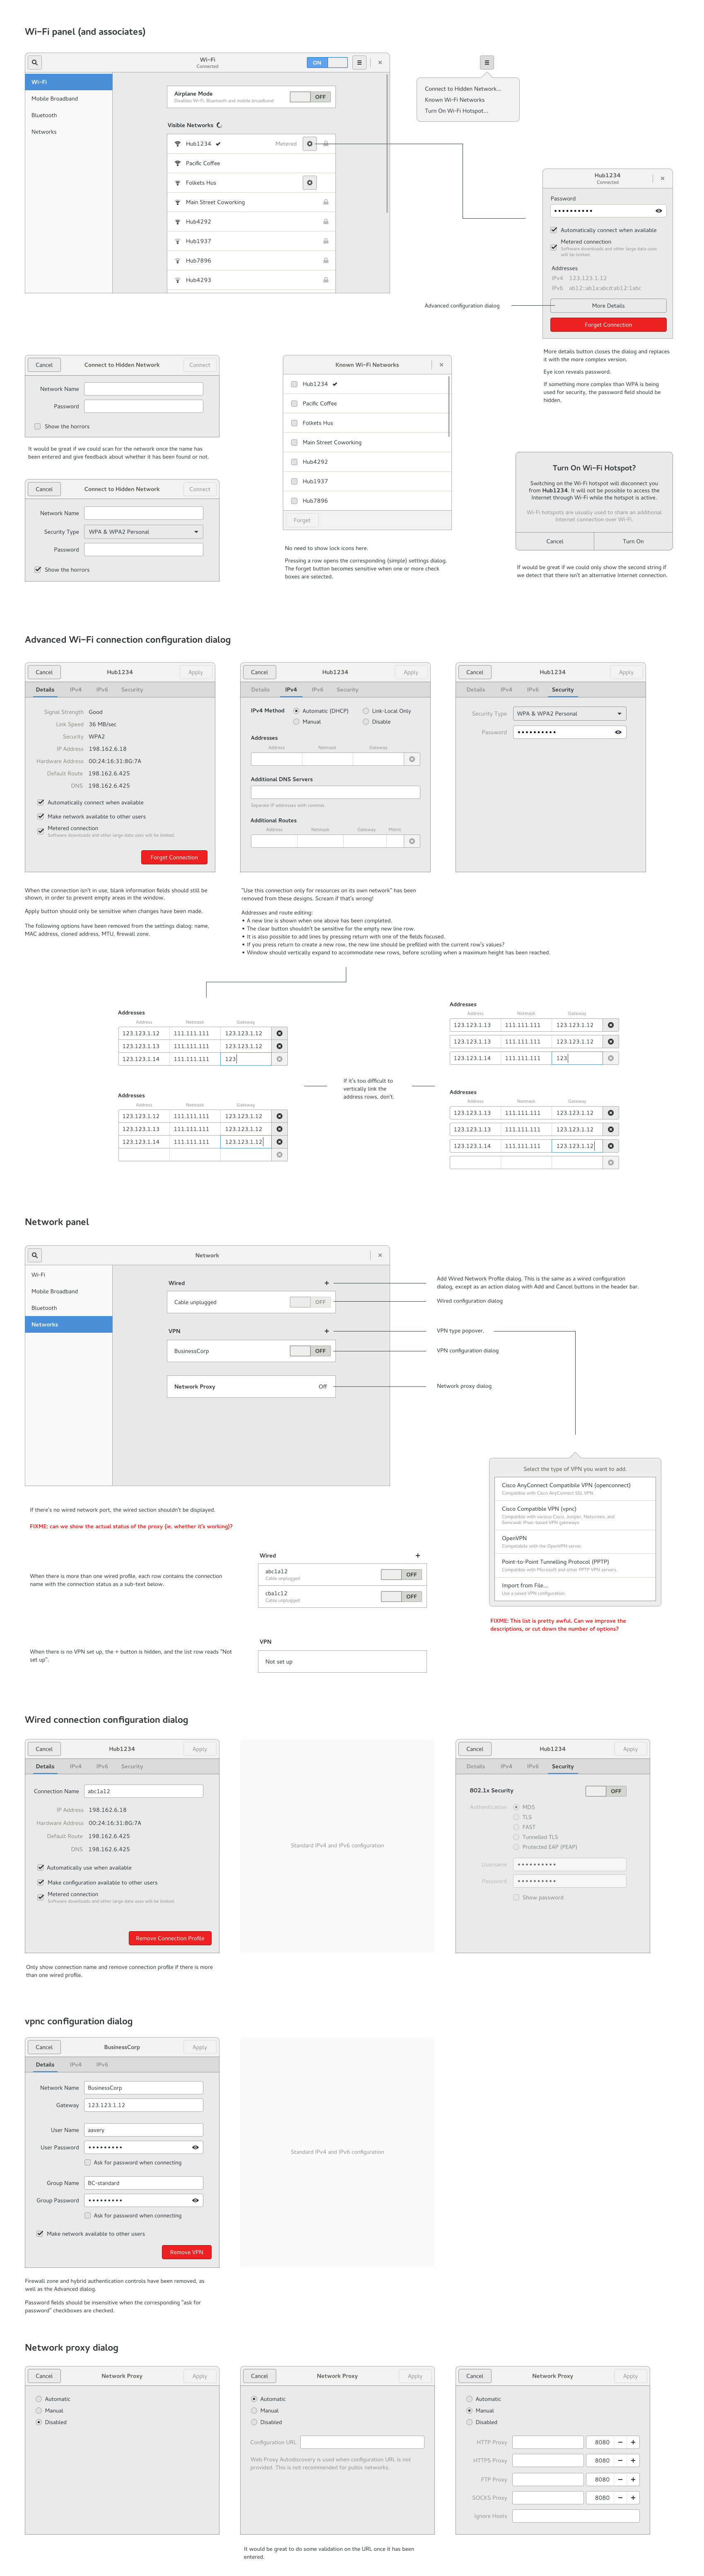 Wi-Fi panel (and associates)
Wi-Fi
Connected
ON
Wi-Fi
Mobile Broadband
Bluetooth
Networks
Airplane Mode
Disables Wi-Fi, Bluetooth and mobile broadband
OFF
Visible Networks
Hub1234
Metered
Pacific Coffee
Folkets Hus
Main Street Coworking
Hub4292
Hub1937
Hub7896
Hub4293
Connect to Hidden Network...
Known Wi-Fi Networks
Turn On Wi-Fi Hotspot...
Hub1234
Connected
Password
Automatically connect when available
Metered connection
Software downloads and other large data uses
will be limited.
Addresses
IPv4 123.123.1.12
IPv6 ab12:ab1x:abcd:ab12:1abc
More Details
Forget Connection
Advanced configuration dialog
More details button closes the dialog and replaces
it with the more complex version.
Eye icon reveals password.
If something more complex than WPA is being
used for security, the password field should be
hidden.
Cancel
Connect to Hidden Network
Connect
Network Name
Password
Show the horrors
It would be great if we could scan for the network once the name has
been entered and give feedback about whether it has been found or not.
Cancel
Connect to Hidden Network
Connect
Network Name
Security Type WPA & WPA2 Personal
Password
Show the horrors
Known Wi-Fi Networks
Hub1234
Pacific Coffee
Folkets Hus
Main Street Coworking
Hub4292
Hub1937
Hub7896
Forget
No need to show lock icons here.
Pressing a row opens the corresponding (simple) settings dialog.
The forget button becomes sensitive when one or more check
boxes are selected.
Turn On Wi-Fi Hotspot?
Switching on the Wi-Fi hotspot will disconnect you
from Hub1234. It will not be possible to access the
Internet through Wi-Fi while the hotspot is active.
Wi-Fi hotspots are usually used to share an additional
Internet connection over Wi-Fi.
Cancel
Turn On
If would be great if we could only show the second string if
we detect that there isn't an alternative Internet connection.
Advanced Wi-Fi connection configuration dialog
Cancel
Hub1234
Apply
Details IPv4 IPv6 Security
Signal Strength Good
Link Speed 36 MB/sec
Security WPA2
IP Address 198.162.6.18
Hardware Address 00:24:16:31:8G:7A
Default Route 198.162.6.425
DNS 198.162.6.425
Automatically connect when available
Make network available to other users
Metered connection
Software downloads and other large data uses will be limited.
Forget Connection
When the connection isn't in use, blank information fields should still be
shown, in order to prevent empty areas in the window.
Apply button should only be sensitive when changes have been made.
The following options have been removed from the settings dialog: name,
MAC address, cloned address, MTU, firewall zone.
Cancel
Hub1234
Apply
Details IPv4 IPv6 Security
IPv4 Method Automatic (DHCP) Link-Local Only
Manual Disable
Addresses
Address Netmask Gateway
Additional DNS Servers
Separate IP addresses with commas
Additional Routes
Address Netmask Gateway Metric
"Use this connection only for resources on its own network" has been
removed from these designs. Scream if that's wrong!
Addresses and route editing:
• A new line is shown when one above has been completed.
• The clear button shouldn't be sensitive for the empty new line row.
• It is also possible to add lines by pressing return with one of the fields focused.
• If you press return to create a new row, the new line should be prefilled with the current row's values?
• Window should vertically expand to accommodate new rows, before scrolling when a maximum height has been reached.
Cancel
Hub1234
Apply
Details IPv4 IPv6 Security
Security Type WPA & WPA2 Personal
Password
Addresses
Address Netmask Gateway
123.123.1.12 111.111.111 123.123.1.12
123.123.1.13 111.111.111 123.123.1.12
123.123.1.14 111.111.111 123
Addresses
Address Netmask Gateway
123.123.1.12 111.111.111 123.123.1.12
123.123.1.13 111.111.111 123.123.1.12
123.123.1.14 111.111.111 123.123.1.12
If it's too difficult to
vertically link the
address rows, don't.
Addresses
Address Netmask Gateway
123.123.1.13 111.111.111 123.123.1.12
123.123.1.13 111.111.111 123.123.1.12
123.123.1.14 111.111.111 123
Addresses
Address Netmask Gateway
123.123.1.13 111.111.111 123.123.1.12
123.123.1.13 111.111.111 123.123.1.12
123.123.1.14 111.111.111 123.123.1.12
Network panel
Network
Wi-Fi
Mobile Broadband
Bluetooth
Networks
Wired +
Cable unplugged OFF
VPN +
BusinessCorp OFF
Network Proxy Off
Add Wired Network Profile dialog. This is the same as a wired configuration
dialog, except as an action dialog with Add and Cancel buttons in the header bar.
Wired configuration dialog
VPN type popover.
VPN configuration dialog
Network proxy dialog
Select the type of VPN you want to add.
Cisco AnyConnect Compatible VPN (openconnect)
Compatible with Cisco AnyConnect SSL VPN.
Cisco Compatible VPN (vpnc)
Compatible with various Cisco, Juniper, Netscreen, and
Sonicwall IPsec-based VPN gateways.
OpenVPN
Compatable with the OpenVPN server.
Point-to-Point Tunneling Protocol (PPTP)
Compatible with Microsoft and other PPTP VPN servers.
Import from File...
Use a saved VPN configuration.
FIXME: This list is pretty awful. Can we improve the
descriptions, or cut down the number of options?
If there's no wired network port, the wired section shouldn't be displayed.
FIXME: can we show the actual status of the proxy (ie. whether it's working)?
When there is more than one wired profile, each row contains the connection
name with the connection status as a sub-text below.
Wired +
abc1a12
Cable unplugged
OFF
cba1c12
Cable unplugged
OFF
When there is no VPN set up, the + button is hidden, and the list row reads "Not
set up".
VPN
Not set up
Wired connection configuration dialog
Cancel
Hub1234
Apply
Details IPv4 IPv6 Security
Connection Name abc1a12
IP Address 198.162.6.18
Hardware Address 00:24:16:31:8G:7A
Default Route 198.162.6.425
DNS 198.162.6.425
Automatically use when available
Make configuration available to other users
Metered connection
Software downloads and other large data uses will be limited.
Remove Connection Profile
Only show connection name and remove connection profile if there is more
than one wired profile.
Standard IPv4 and IPv6 configuration
Cancel
Hub1234
Apply
Details IPv4 IPv6 Security
802.1x Security OFF
Authentication MD5
TLS
FAST
Tunnelled TLS
Protected EAP (PEAP)
Username
Password
Show password
vpnc configuration dialog
Cancel
BusinessCorp
Apply
Details IPv4 IPv6
Network Name BusinessCorp
Gateway 123.123.1.12
User Name aavery
User Password
Ask for password when connecting
Group Name BC-standard
Group Password
Ask for password when connecting
Make network available to other users
Remove VPN
Firewall zone and hybrid authentication controls have been removed, as
well as the Advanced dialog.
Password fields should be insensitive when the corresponding "ask for
password" checkboxes are checked.
Standard IPv4 and IPv6 configuration
Network proxy dialog
Cancel
Network Proxy
Apply
Automatic
Manual
Disabled
Cancel
Network Proxy
Apply
Automatic
Manual
Disabled
Configuration URL
Web Proxy Autodiscovery is used when configuration URL is not
provided. This is not recommended for public networks.
It would be great to do some validation on the URL once it has been
entered.
Cancel
Network Proxy
Apply
Automatic
Manual
Disabled
HTTP Proxy 8080 − +
HTTPS Proxy 8080 − +
FTP Proxy 8080 − +
SOCKS Proxy 8080 − +
Ignore Hosts